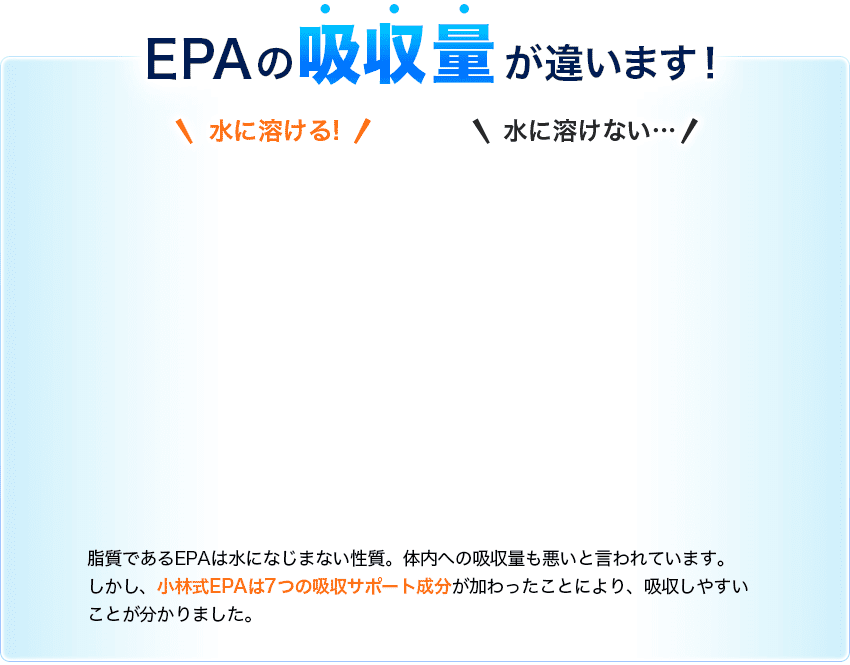 EPAの吸収量が違います!
水に溶ける!
水に溶けない…
脂質であるEPAは水になじまない性質。体内への吸収量も悪いと言われています。
しかし、小林式EPAは7つの吸収サポート成分が加わったことにより、吸収しやすい
ことが分かりました。